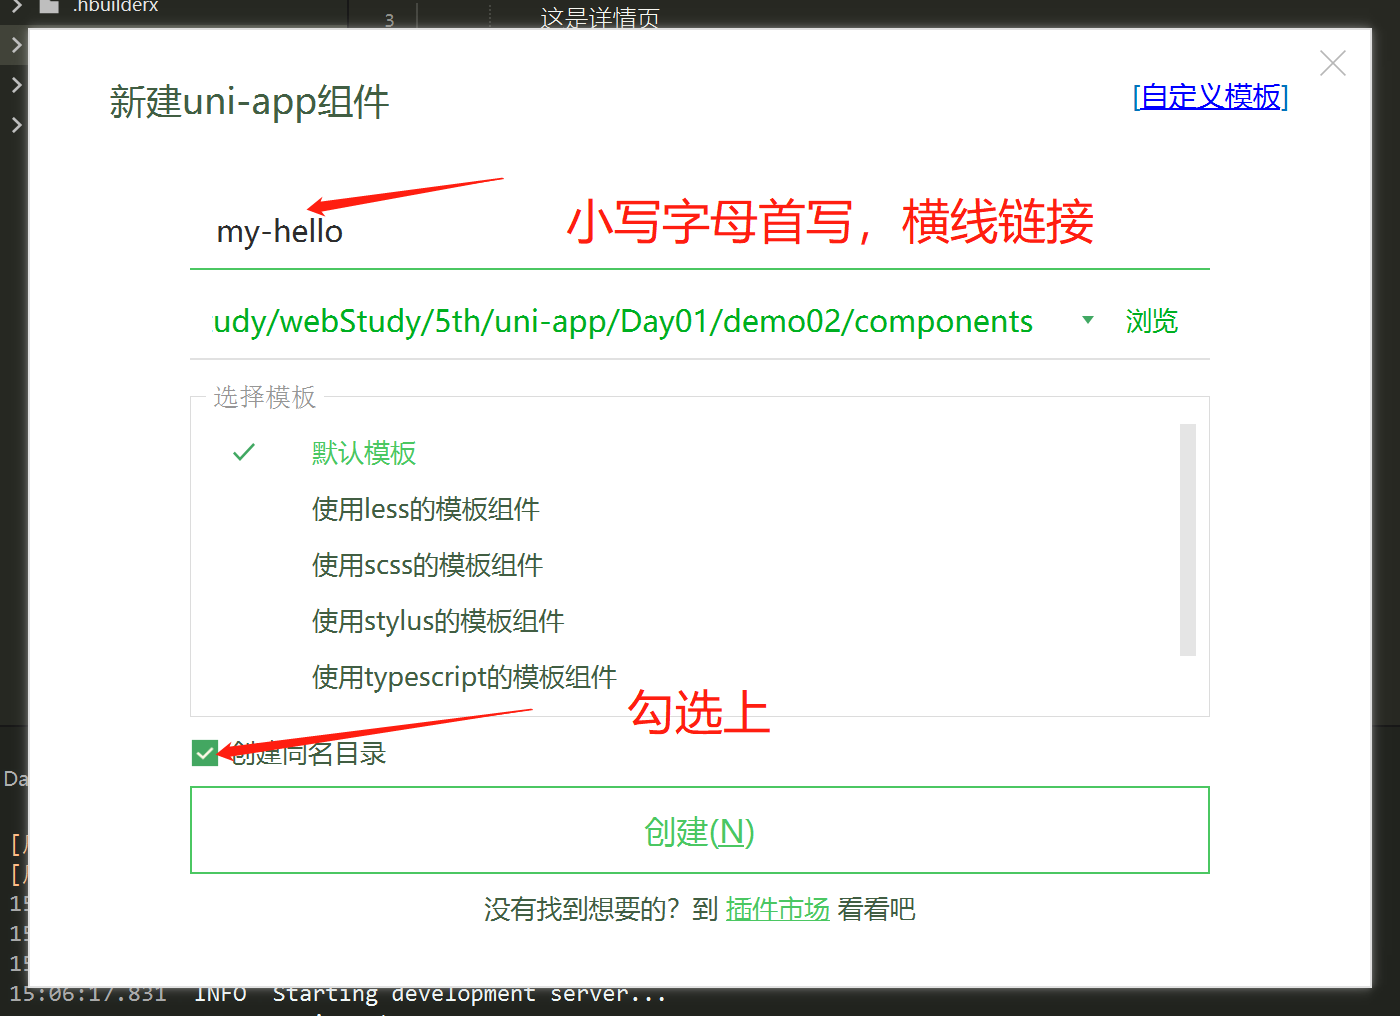 .hbuilderx
3 这是详情页
新建uni-app组件
[自定义模板]
my-hello
小写字母首写，横线链接
udy/webStudy/5th/uni-app/Day01/demo02/components
浏览
选择模板
默认模板
使用less的模板组件
使用scss的模板组件
使用stylus的模板组件
使用typescript的模板组件
勾选上
创建同名目录
创建(N)
没有找到想要的？到 插件市场 看看吧
Da
[
[
15
15
15
15:06:17.831 INFO Starting development server...